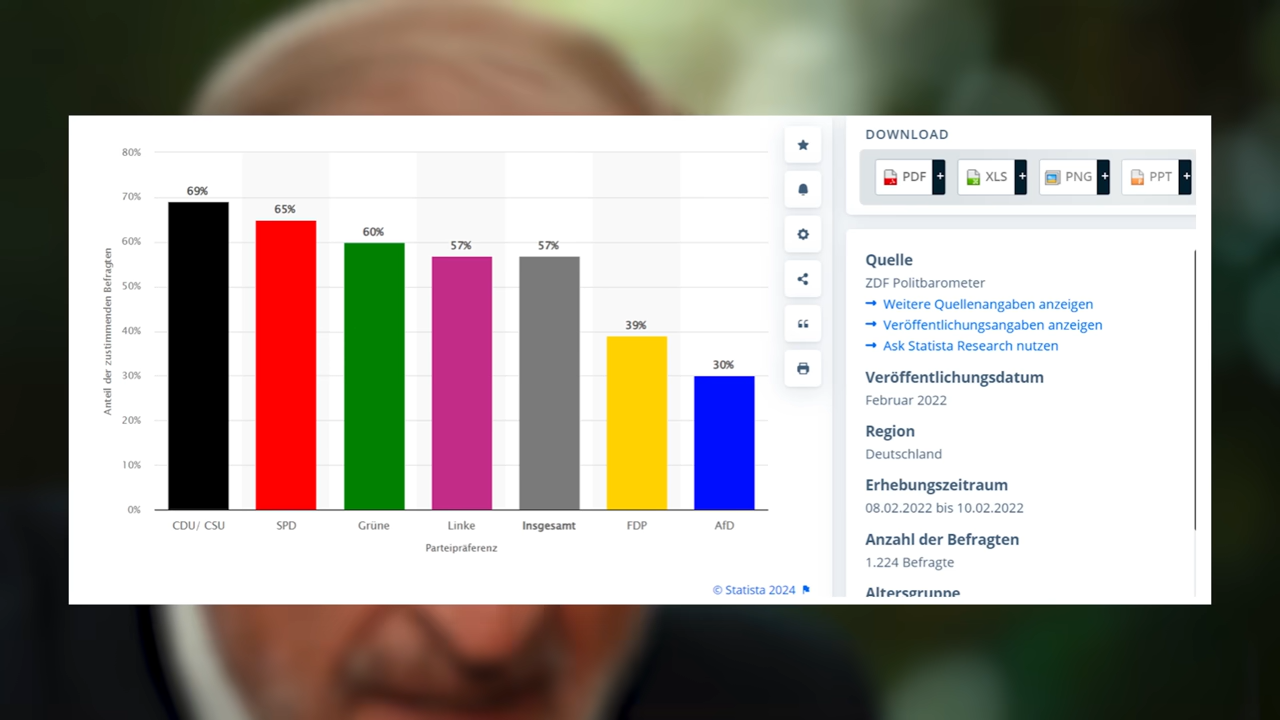 80%
70%
60%
50%
40%
30%
20%
10%
0%
Anteil der zustimmenden Befragten
69%
65%
60%
57%
57%
39%
30%
CDU/ CSU
SPD
Grüne
Linke
Insgesamt
FDP
AfD
Parteipräferenz
© Statista 2024
DOWNLOAD
PDF +
XLS +
PNG +
PPT +
Quelle
ZDF Politbarometer
→ Weitere Quellenangaben anzeigen
→ Veröffentlichungsangaben anzeigen
→ Ask Statista Research nutzen
Veröffentlichungsdatum
Februar 2022
Region
Deutschland
Erhebungszeitraum
08.02.2022 bis 10.02.2022
Anzahl der Befragten
1.224 Befragte
Altersgruppe